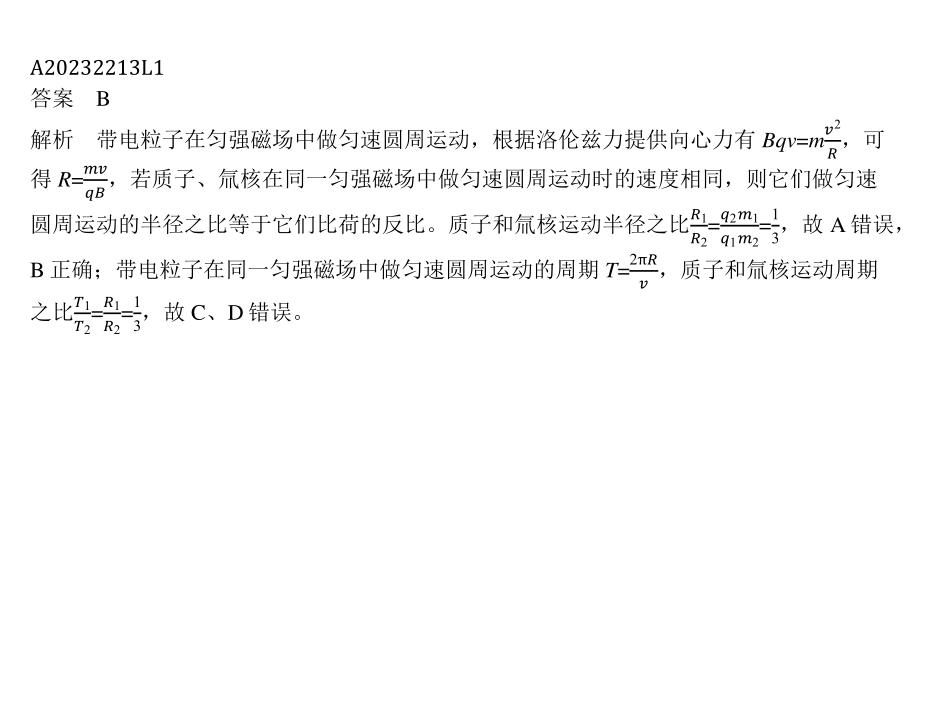 A20232213L1
答案　B
解析　带电粒子在匀强磁场中做匀速圆周运动，根据洛伦兹力提供向心力有 Bqv=m\frac{v^2}{R}，可
得 R=\frac{mv}{qB}，若质子、氚核在同一匀强磁场中做匀速圆周运动时的速度相同，则它们做匀速
圆周运动的半径之比等于它们比荷的反比。质子和氚核运动半径之比\frac{R_1}{R_2}=\frac{q_2m_1}{q_1m_2}=\frac{1}{3}，故 A 错误，
B 正确；带电粒子在同一匀强磁场中做匀速圆周运动的周期 T=\frac{2πR}{v}，质子和氚核运动周期
之比\frac{T_1}{T_2}=\frac{R_1}{R_2}=\frac{1}{3}，故 C、D 错误。